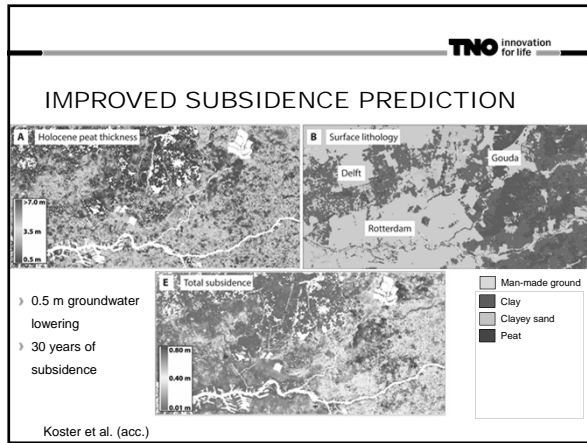 TNO innovation
for life
IMPROVED SUBSIDENCE PREDICTION
A Holocene peat thickness
>7.0 m
3.5 m
0.5 m
B Surface lithology
Gouda
Delft
Rotterdam
› 0.5 m groundwater
lowering
› 30 years of
subsidence
E Total subsidence
0.80 m
0.40 m
0.01 m
Man-made ground
Clay
Clayey sand
Peat
Koster et al. (acc.)